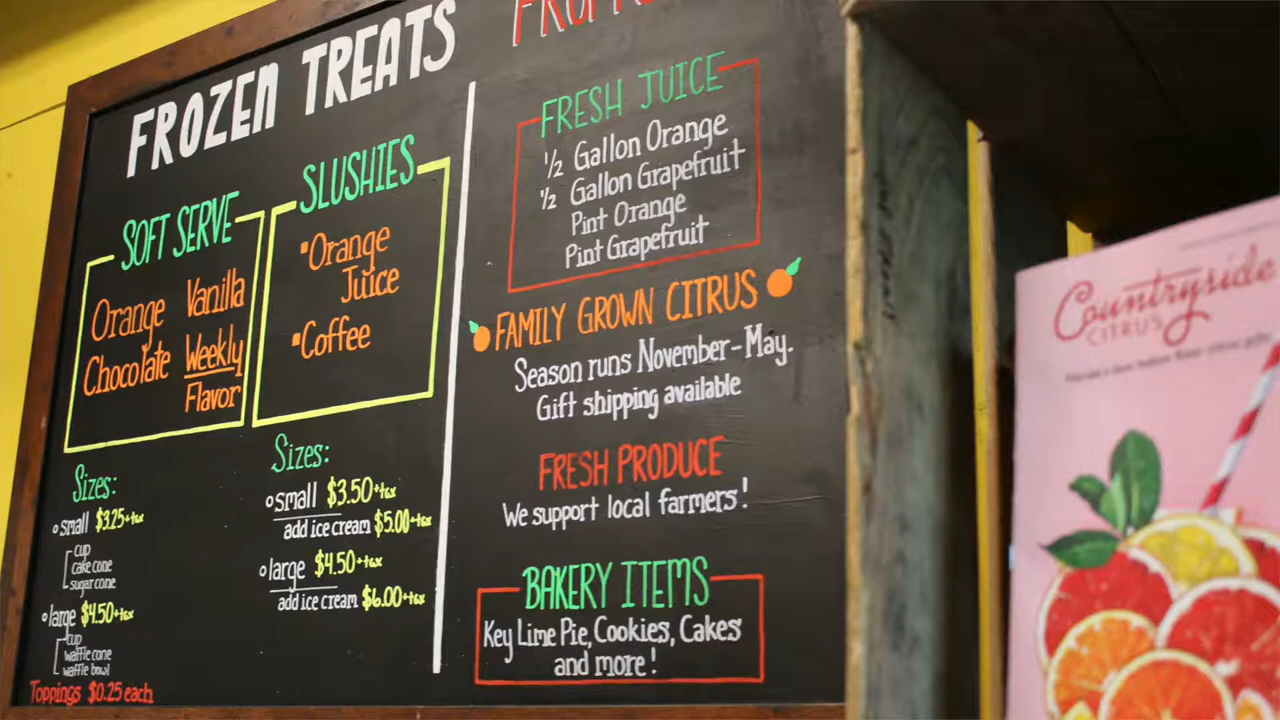 FROZEN TREATS
SOFT SERVE
Orange
Chocolate
Vanilla
Weekly
Flavor
Sizes:
small $3.25+tax
cup
cake cone
sugar cone
large $4.50+tax
cup
waffle cone
waffle bowl
Toppings $0.25 each
SLUSHIES
Orange
Juice
Coffee
Sizes:
small $3.50+tax
add ice cream $5.00+tax
large $4.50+tax
add ice cream $6.00+tax
FRESH JUICE
1/2 Gallon Orange
1/2 Gallon Grapefruit
Pint Orange
Pint Grapefruit
FAMILY GROWN CITRUS
Season runs November-May.
Gift shipping available
FRESH PRODUCE
We support local farmers!
BAKERY ITEMS
Key Lime Pie, Cookies, Cakes
and more!
Countryside
CITRUS